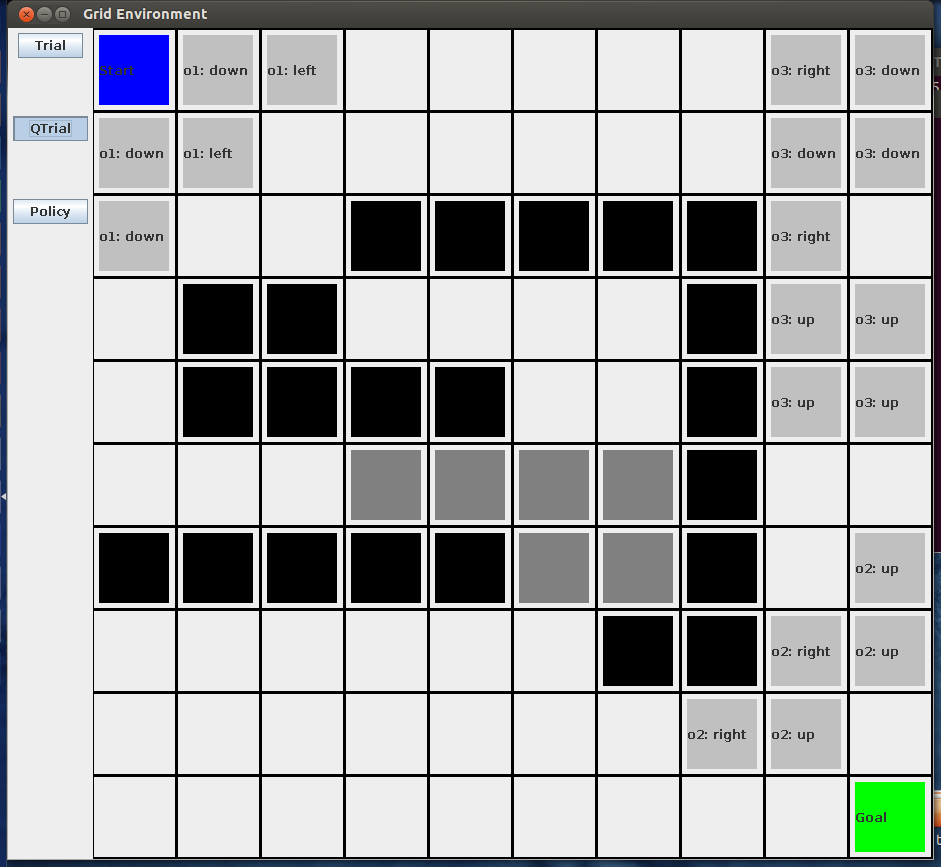 Grid Environment
Trial
Start
o1: down
o1: left
o3: right
o3: down
QTrial
o1: down
o1: left
o3: down
o3: down
Policy
o1: down
o3: right
o3: up
o3: up
o3: up
o3: up
o2: up
o2: right
o2: up
o2: right
o2: up
Goal